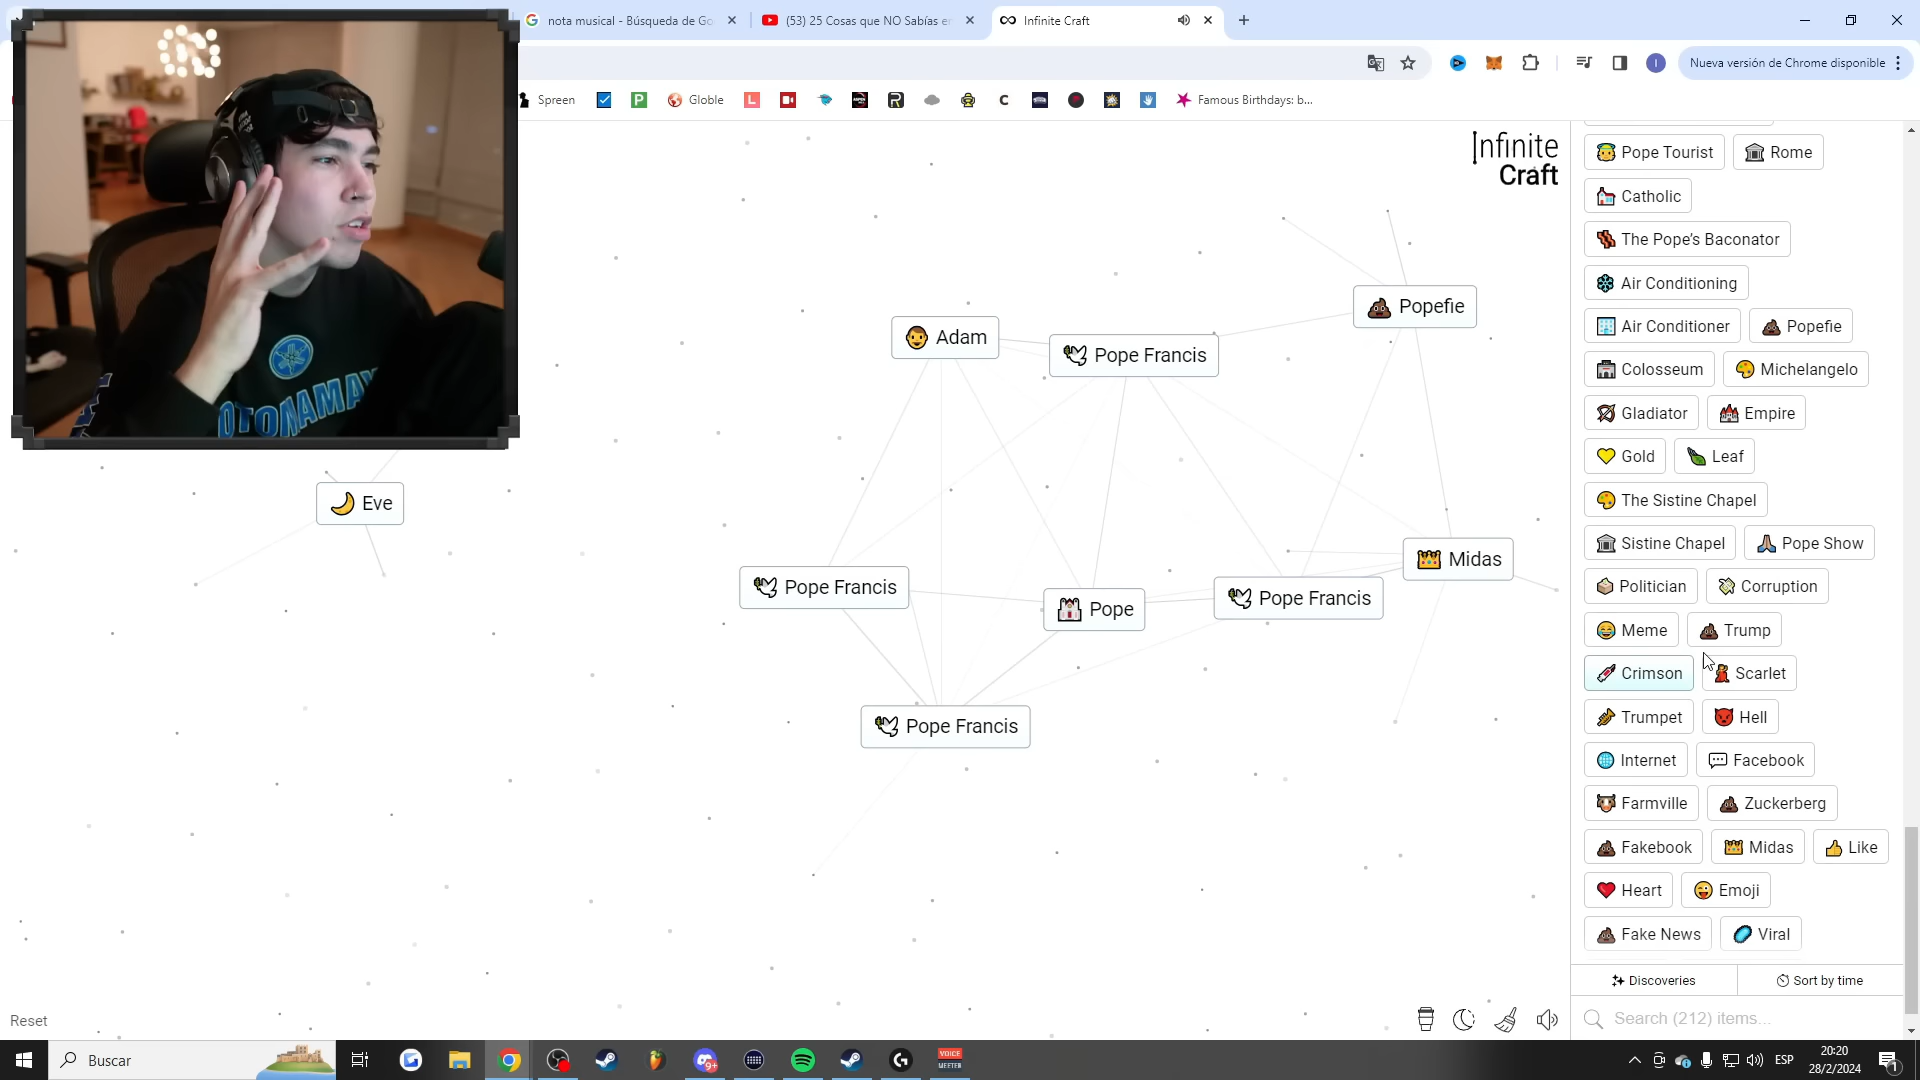 nota musical - Búsqueda de Go
(53) 25 Cosas que NO Sabías en
Infinite Craft
Nueva versión de Chrome disponible
Spreen
Globle
Famous Birthdays: b...
Infinite
Craft
Adam
Pope Francis
Popefie
Eve
Pope Francis
Pope
Pope Francis
Midas
Pope Francis
Pope Tourist
Rome
Catholic
The Pope's Baconator
Air Conditioning
Air Conditioner
Popefie
Colosseum
Michelangelo
Gladiator
Empire
Gold
Leaf
The Sistine Chapel
Sistine Chapel
Pope Show
Politician
Corruption
Meme
Trump
Crimson
Scarlet
Trumpet
Hell
Internet
Facebook
Farmville
Zuckerberg
Fakebook
Midas
Like
Heart
Emoji
Fake News
Viral
Discoveries
Sort by time
Search (212) items...
Reset
Buscar
VOICE
MEETER
ESP
20:20
28/2/2024